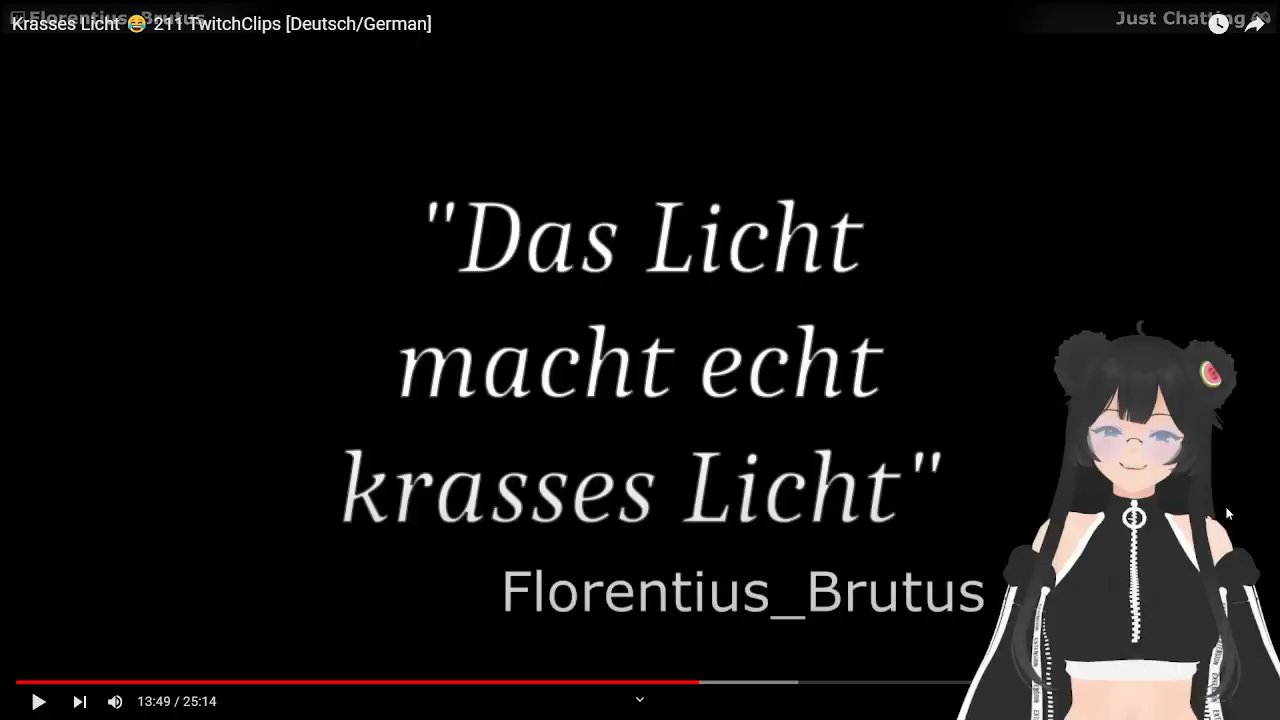 Florentius_Brutus
Krasses Licht 😂 211 TwitchClips [Deutsch/German]
Just Chatting
"Das Licht
macht echt
krasses Licht"
Florentius_Brutus
13:49 / 25:14